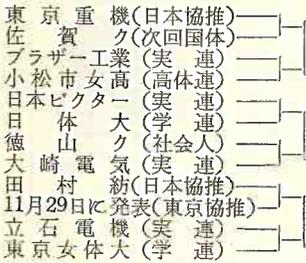 東京重機(日本協推)
佐賀ク(次回国体)
ブラザー工業(実連)
小松市女高(高体連)
日本ビクター(実連)
日体大(学連)
徳山ク(社会人)
大崎電気(実連)
田村紡(日本協推)
11月29日に発表(東京協推)
立石電機(実連)
東京女体大(学連)